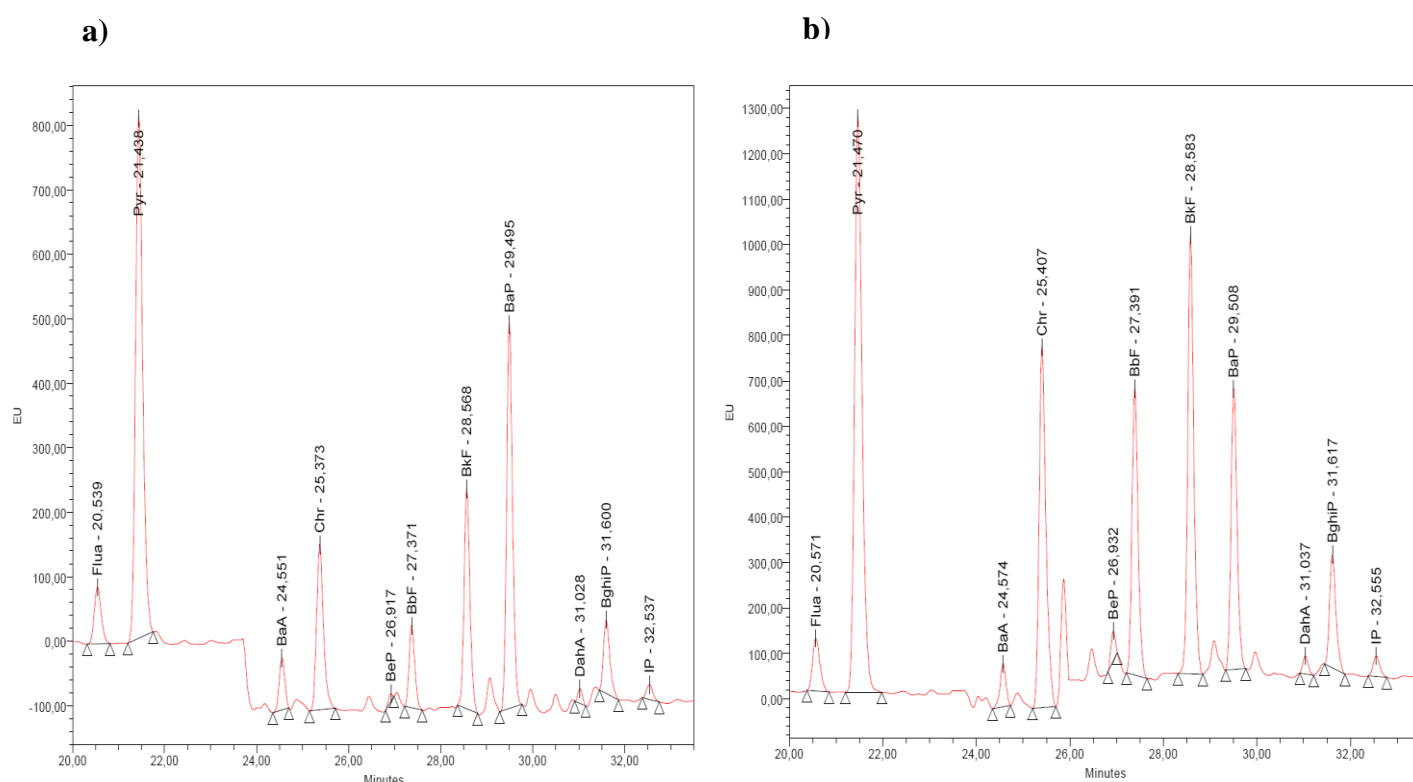 a)
800,00
700,00
600,00
500,00
400,00
300,00
200,00
100,00
0,00
-100,00
EU
Flua - 20,539
Pyr - 21,438
BaA - 24,551
Chr - 25,373
BeP - 26,917
BbF - 27,371
BkF - 28,568
BaP - 29,495
DahA - 31,028
BghiP - 31,600
IP - 32,537
20,00 22,00 24,00 26,00 28,00 30,00 32,00
Minutes
b)
1300,00
1200,00
1100,00
1000,00
900,00
800,00
700,00
600,00
500,00
400,00
300,00
200,00
100,00
0,00
EU
Flua - 20,571
Pyr - 21,470
BaA - 24,574
Chr - 25,407
BeP - 26,932
BbF - 27,391
BkF - 28,583
BaP - 29,508
DahA - 31,037
BghiP - 31,617
IP - 32,555
20,00 22,00 24,00 26,00 28,00 30,00 32,00
Minutes